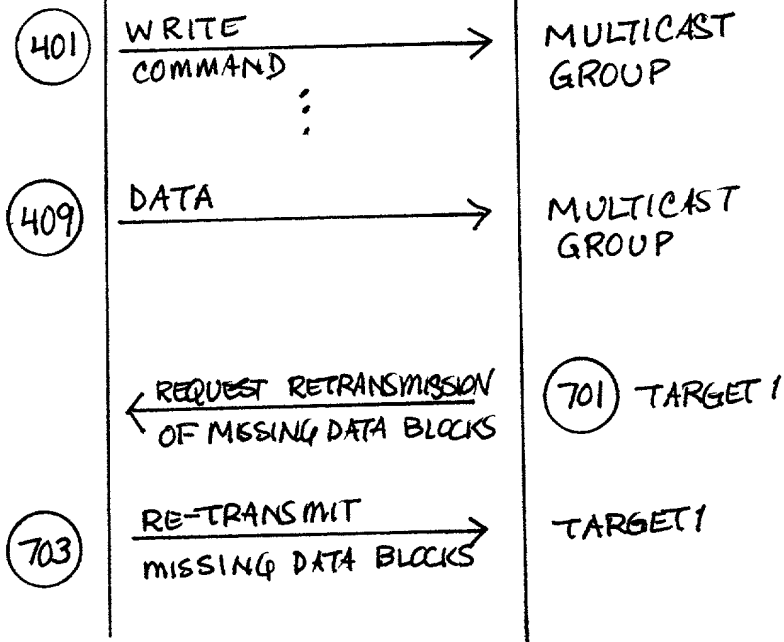 401 WRITE MULTICAST
COMMAND GROUP
409 DATA MULTICAST
GROUP
REQUEST RETRANSMISSION 701 TARGET 1
OF MISSING DATA BLOCKS
703 RE-TRANSMIT TARGET 1
MISSING DATA BLOCKS